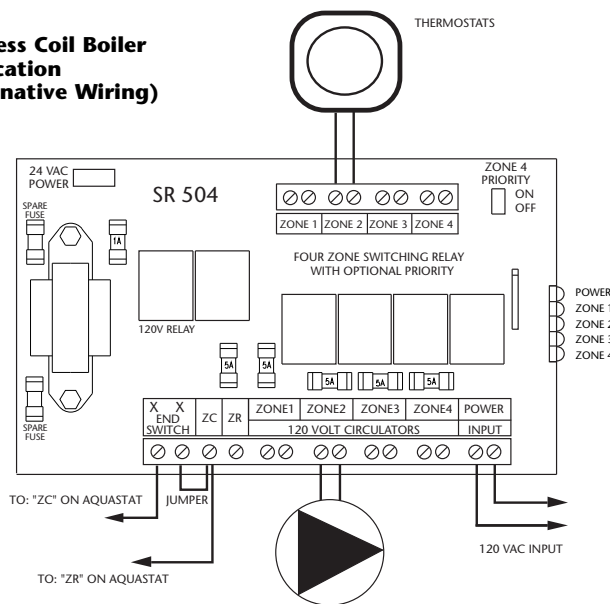 ess Coil Boiler
cation
native Wiring)
THERMOSTATS
24 VAC
POWER
SR 504
ZONE 4
PRIORITY
ON
OFF
SPARE
FUSE
1A
ZONE 1 ZONE 2 ZONE 3 ZONE 4
FOUR ZONE SWITCHING RELAY
WITH OPTIONAL PRIORITY
POWER
ZONE 1
ZONE 2
ZONE 3
ZONE 4
120V RELAY
5A 5A
5A 5A 5A
SPARE
FUSE
X X
END
SWITCH
ZC ZR
ZONE1 ZONE2 ZONE3 ZONE4 POWER
120 VOLT CIRCULATORS INPUT
TO: "ZC" ON AQUASTAT
JUMPER
120 VAC INPUT
TO: "ZR" ON AQUASTAT